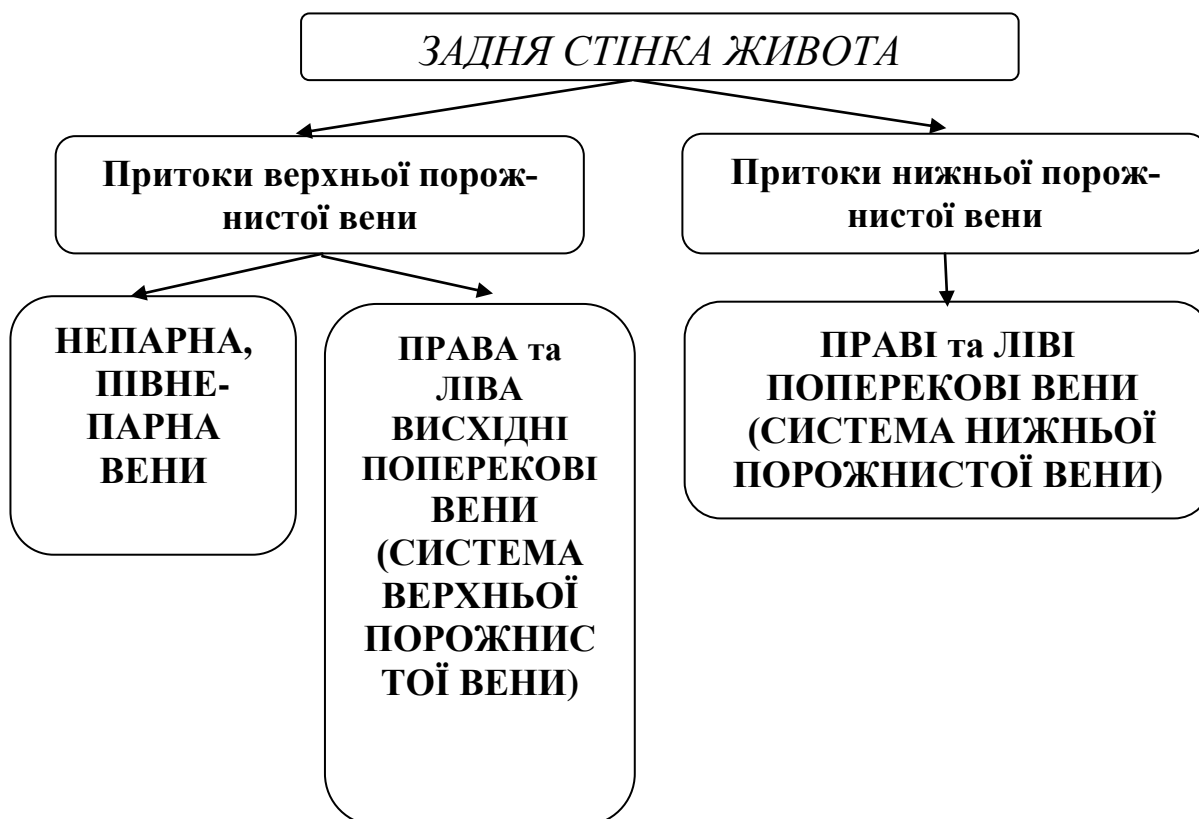 ЗАДНЯ СТІНКА ЖИВОТА
Притоки верхньої порож-
нистої вени
Притоки нижньої порож-
нистої вени
НЕПАРНА,
ПІВНЕ-
ПАРНА
ВЕНИ
ПРАВА та
ЛІВА
ВИСХІДНІ
ПОПЕРЕКОВІ
ВЕНИ
(СИСТЕМА
ВЕРХНЬОЇ
ПОРОЖНИС
ТОЇ ВЕНИ)
ПРАВІ та ЛІВІ
ПОПЕРЕКОВІ ВЕНИ
(СИСТЕМА НИЖНЬОЇ
ПОРОЖНИСТОЇ ВЕНИ)